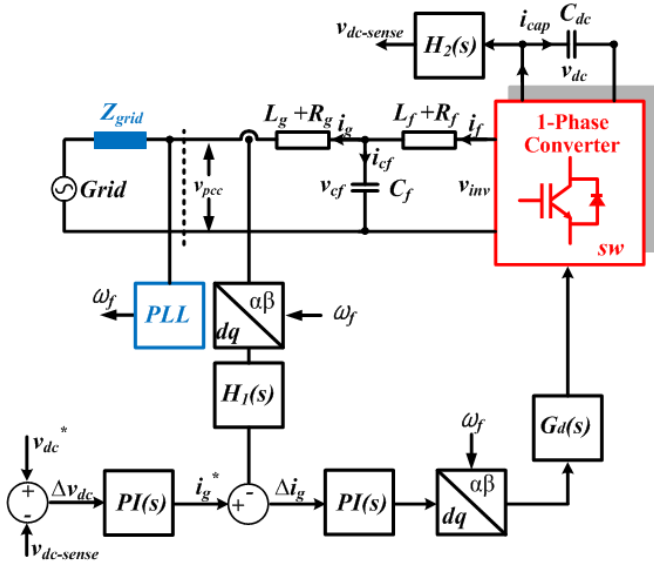 i_cap C_dc
v_dc-sense H_2(s)
v_dc
Z_grid L_g +R_g i_g L_f+R_f i_f 1-Phase
Converter
i_cf
Grid v_pcc v_cf C_f v_inv
sw
ω_f PLL αβ
dq ω_f
H_1(s)
ω_f G_d(s)
v_dc*
+ Δv_dc PI(s) i_g* + - Δi_g PI(s) αβ
dq
-
v_dc-sense